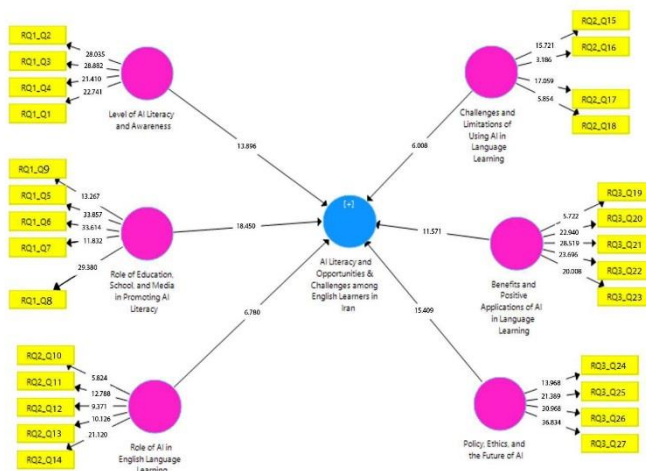 RQ1_Q2
RQ1_Q3
RQ1_Q4
RQ1_Q1
28.035
28.882
21.410
22.741
Level of AI Literacy
and Awareness
13.896
RQ1_Q9
RQ1_Q5
RQ1_Q6
RQ1_Q7
RQ1_Q8
13.267
23.857
33.614
11.832
29.380
Role of Education,
School, and Media
in Promoting AI
Literacy
18.450
RQ2_Q10
RQ2_Q11
RQ2_Q12
RQ2_Q13
RQ2_Q14
5.824
12.788
9.371
10.126
21.120
Role of AI in
English Language
Learning
6.780
[+]
AI Literacy and
Opportunities &
Challenges among
English Learners in
Iran
RQ2_Q15
RQ2_Q16
RQ2_Q17
RQ2_Q18
15.721
3.186
17.059
5.854
Challenges and
Limitations of
Using AI in
Language
Learning
6.008
RQ3_Q19
RQ3_Q20
RQ3_Q21
RQ3_Q22
RQ3_Q23
5.722
22.940
28.519
23.696
20.008
Benefits and
Positive
Applications of AI
in Language
Learning
11.571
RQ3_Q24
RQ3_Q25
RQ3_Q26
RQ3_Q27
13.968
21.389
30.968
36.834
Policy, Ethics, and
the Future of AI
15.409